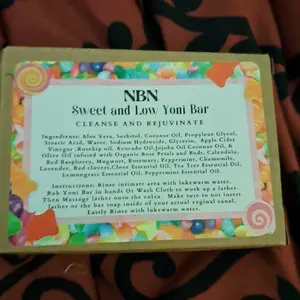 NBN
Sweet and Low Yoni Bar
CLEANSE AND REJUVINATE
Ingredients: Aloe Vera, Sorbitol, Coconut Oil, Propylene Glycol,
Stearic Acid, Water, Sodium Hydroxide, Glycerin, Apple Cider
Vinegar ,Rosehip oil, Avocado Oil,Jojoba Oil Coconut Oil, &
Olive Oil infused with Organic Rose Petals and Buds, Calendula,
Red Raspberry, Mugwort, Rosemary, Peppermint, Chamomile,
Lavender, Red clovers,Clove Essential Oil, Tea Tree Essential Oil,
Lemongrass Essential Oil, Peppermint Essential Oil.
Instructions: Rinse intimate area with lukewarm water.
Rub Yoni Bar in hands Or Wash Cloth to work up a lather.
Then Massage lather onto the vulva. Make sure to not insert
lather or the bar soap inside of your actual vaginal canal.
Lastly Rinse with lukewarm water.